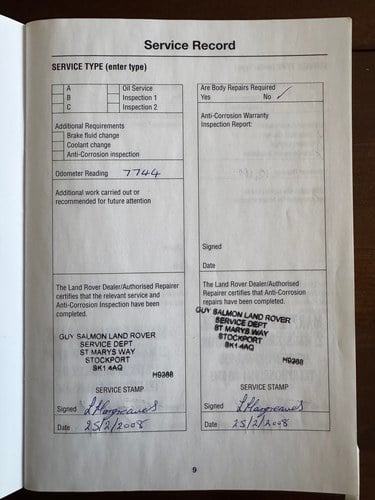 Service Record
SERVICE TYPE (enter type)
A Oil Service
B Inspection 1
C Inspection 2
Additional Requirements
Brake fluid change
Coolant change
Anti-Corrosion inspection
Odometer Reading 7744
Additional work carried out or
recommended for future attention
The Land Rover Dealer/Authorised Repairer
certifies that the relevant service and
Anti-Corrosion Inspection have been
completed.
GUY SALMON LAND ROVER
SERVICE DEPT
ST MARYS WAY
STOCKPORT
SK1 4AQ
H9388
SERVICE STAMP
Signed L Hargreaves
Date 25/2/2008
Are Body Repairs Required
Yes No ✓
Anti-Corrosion Warranty
Inspection Report:
Signed
Date
The Land Rover Dealer/Authorised
Repairer certifies that Anti-Corrosion
repairs have been completed.
GUY SALMON LAND ROVER
SERVICE DEPT
ST MARYS WAY
STOCKPORT
SK1 4AQ
H9388
SERVICE STAMP
Signed L Hargreaves
Date 25/2/2008
9